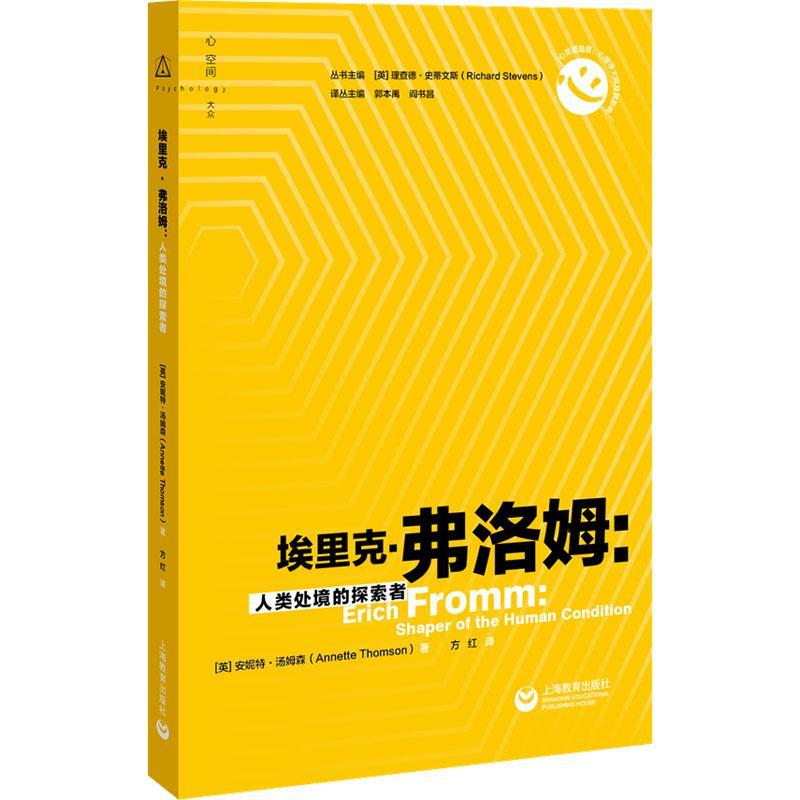 心 空间
大众
Psychology
埃里克·弗洛姆:
人类处境的探索者
[英] 安妮特·汤姆森 (Annette Thomson) 著
方 红 译
上海教育出版社
丛书主编 [英] 理查德·史蒂文斯 (Richard Stevens)
译丛主编 郭本禹 阎书昌
埃里克·弗洛姆:
人类处境的探索者
Erich Fromm:
Shaper of the Human Condition
[英] 安妮特·汤姆森 (Annette Thomson) 著 方 红 译
上海教育出版社
SHANGHAI EDUCATIONAL
PUBLISHING HOUSE